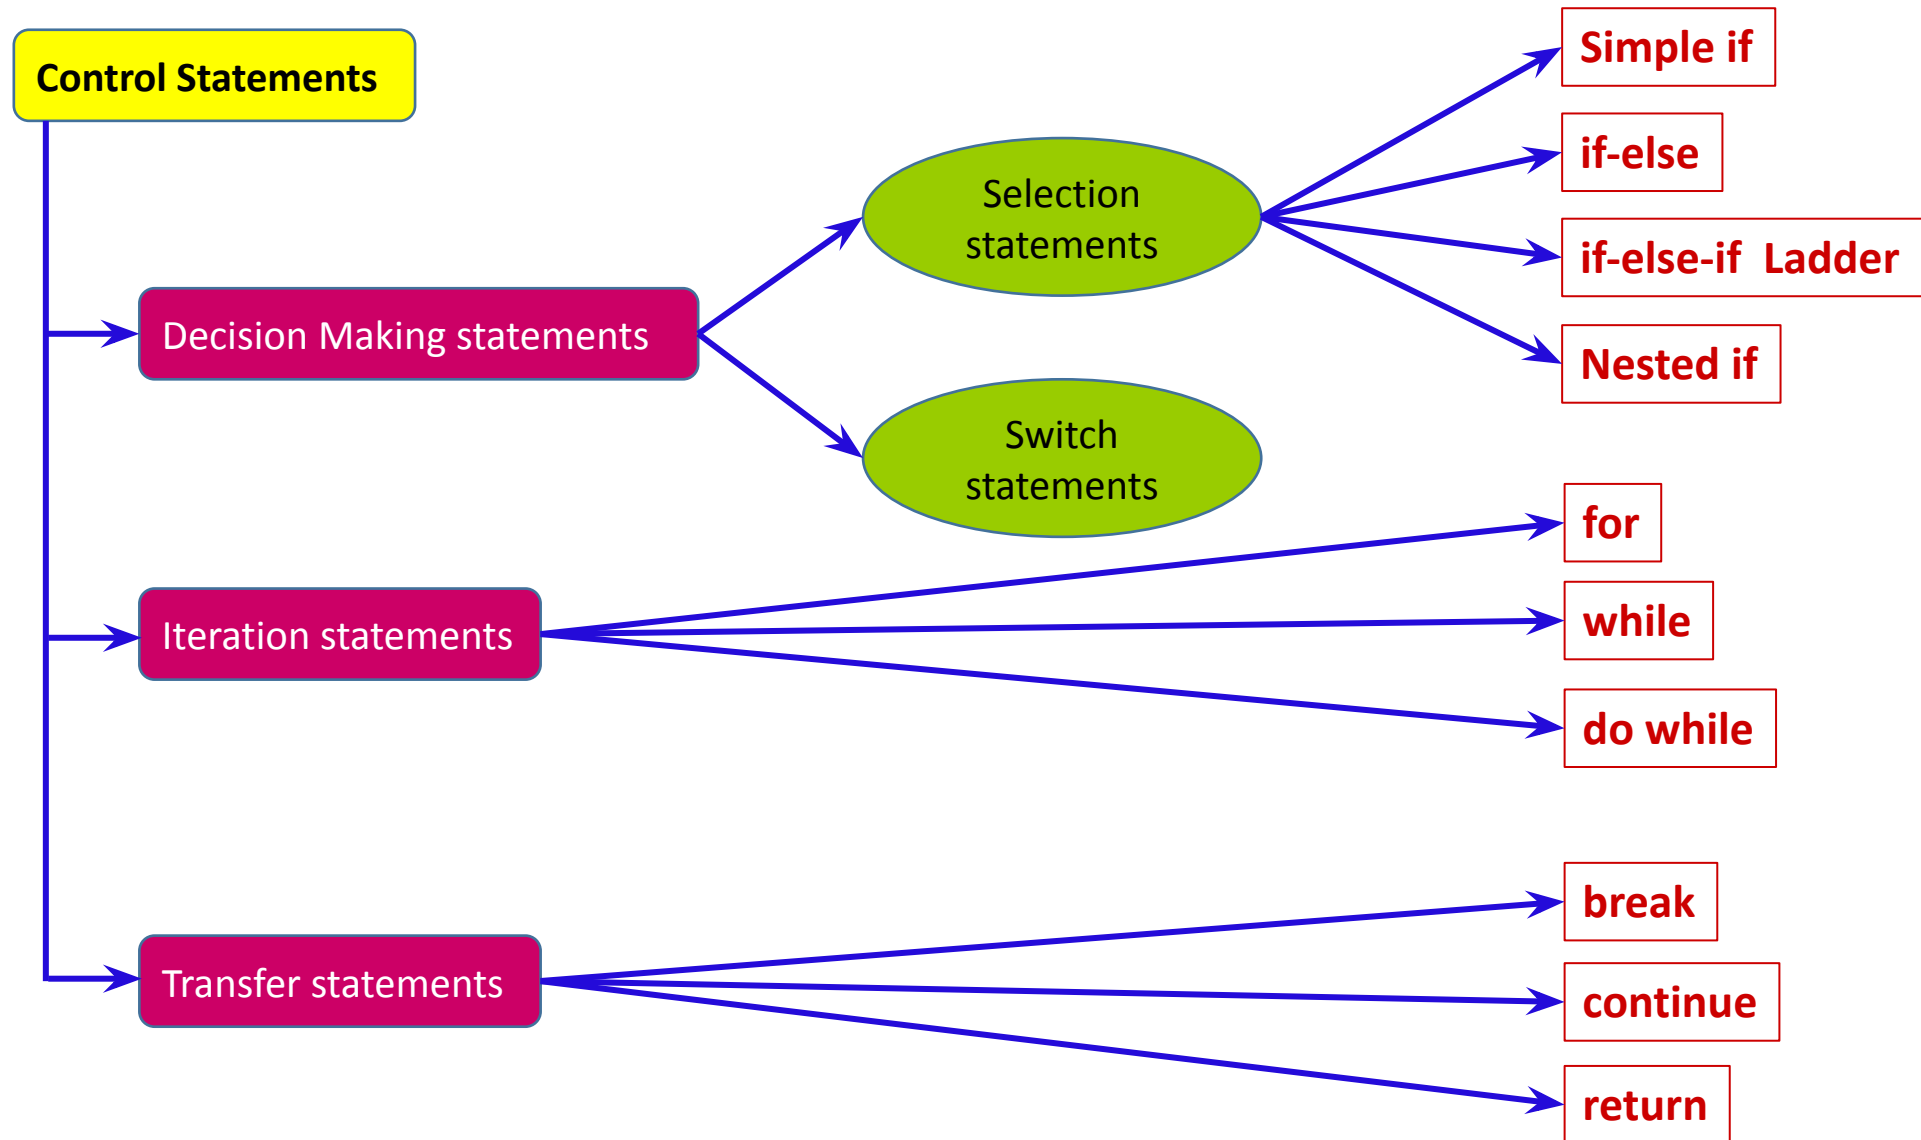 Control Statements
Decision Making statements
Selection
statements
Simple if
if-else
if-else-if Ladder
Nested if
Switch
statements
Iteration statements
for
while
do while
Transfer statements
break
continue
return